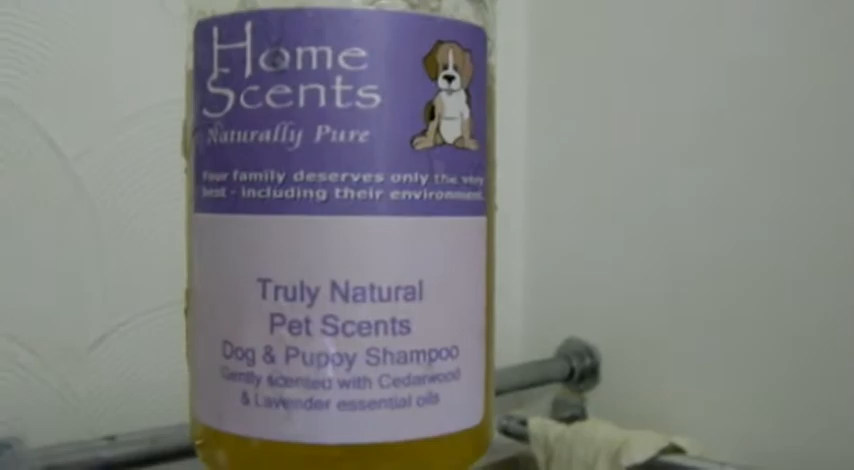 Home
Scents
Naturally Pure
Your family deserves only the very
best - including their environment.
Truly Natural
Pet Scents
Dog & Puppy Shampoo
Gently scented with Cedarwood
& Lavender essential oils